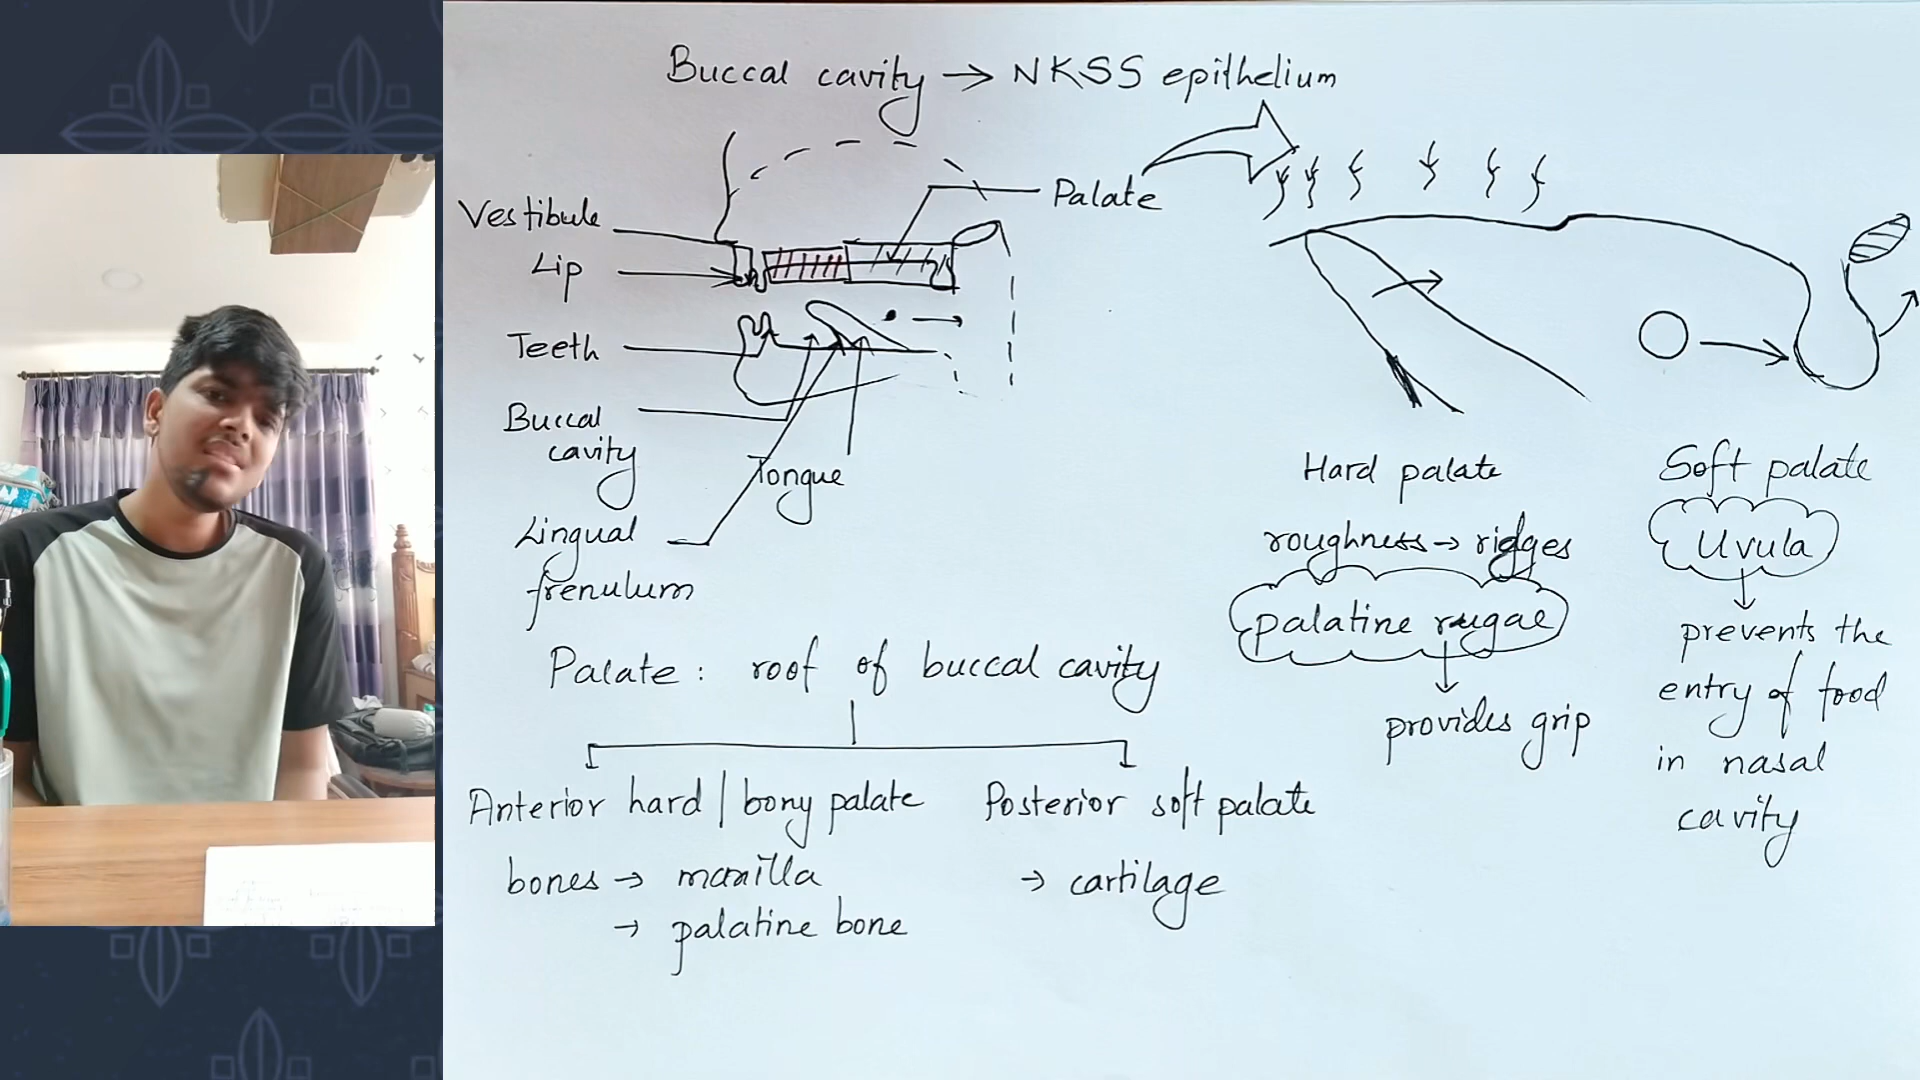 Buccal cavity → NKSS epithelium
Vestibule
Lip
Teeth
Buccal
cavity
Tongue
Lingual
frenulum
Palate
Hard palate
roughness → ridges
palatine rugae
provides grip
Soft palate
Uvula
prevents the
entry of food
in nasal
cavity
Palate : roof of buccal cavity
Anterior hard | bony palate
bones → maxilla
→ palatine bone
Posterior soft palate
→ cartilage